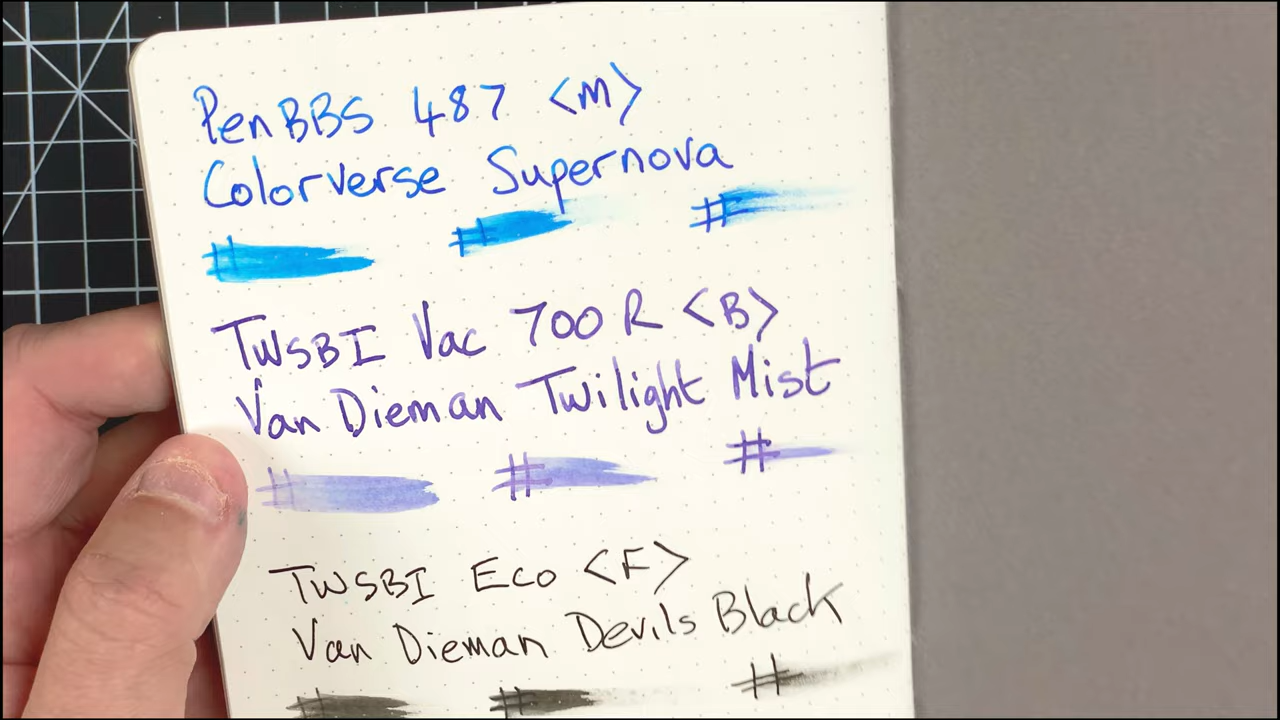 PenBBS 487 <M>
Colorverse Supernova
# # #
TWSBI Vac 700 R <B>
Van Dieman Twilight Mist
# # #
TWSBI Eco <F>
Van Dieman Devils Black
# # #